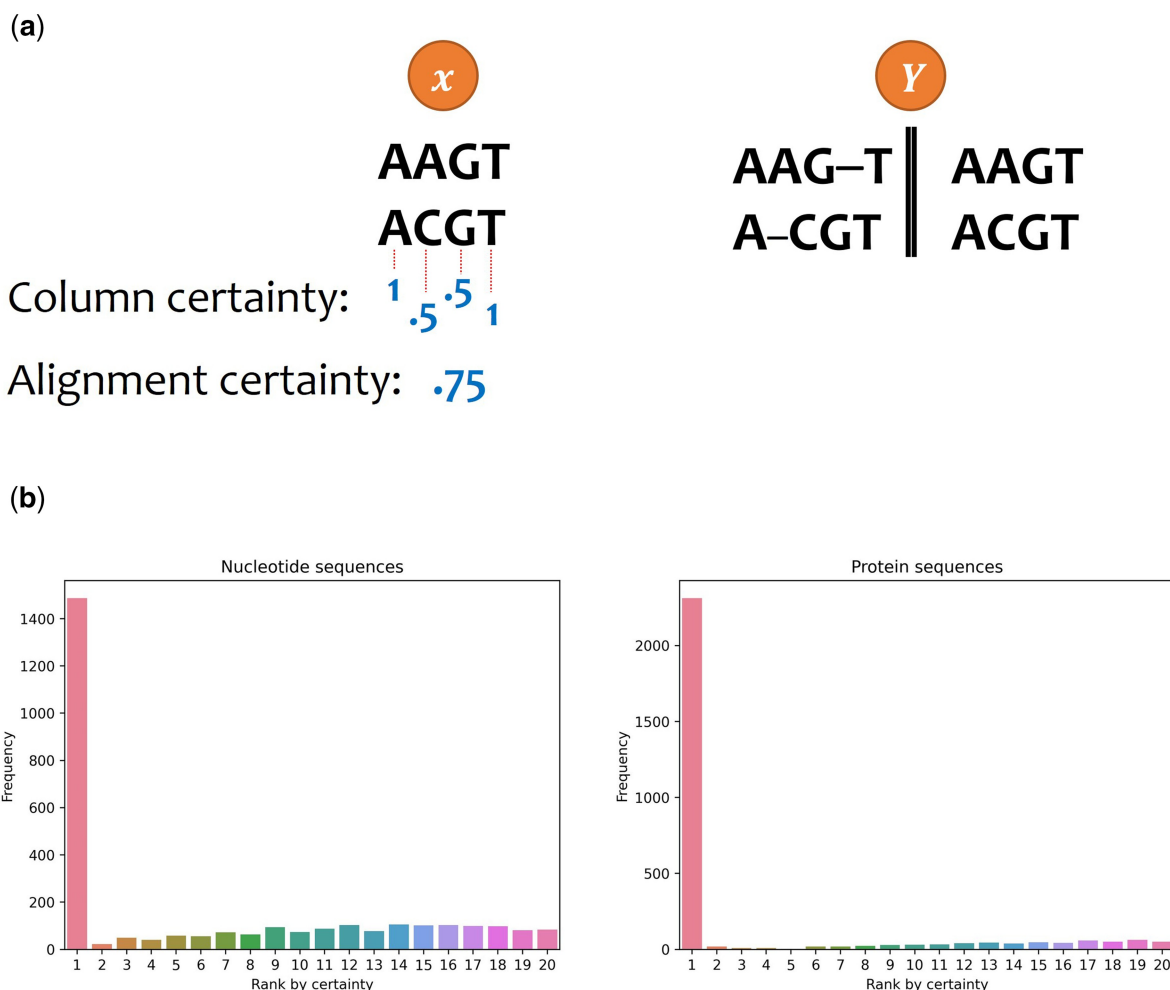 (a)
x Y
AAGT AAG–T AAGT
ACGT A–CGT ACGT
Column certainty: 1 .5 .5 1
Alignment certainty: .75
(b)
Nucleotide sequences
1400
1200
1000
800
600
400
200
0
Frequency
1 2 3 4 5 6 7 8 9 10 11 12 13 14 15 16 17 18 19 20
Rank by certainty
Protein sequences
2000
1500
1000
500
0
Frequency
1 2 3 4 5 6 7 8 9 10 11 12 13 14 15 16 17 18 19 20
Rank by certainty